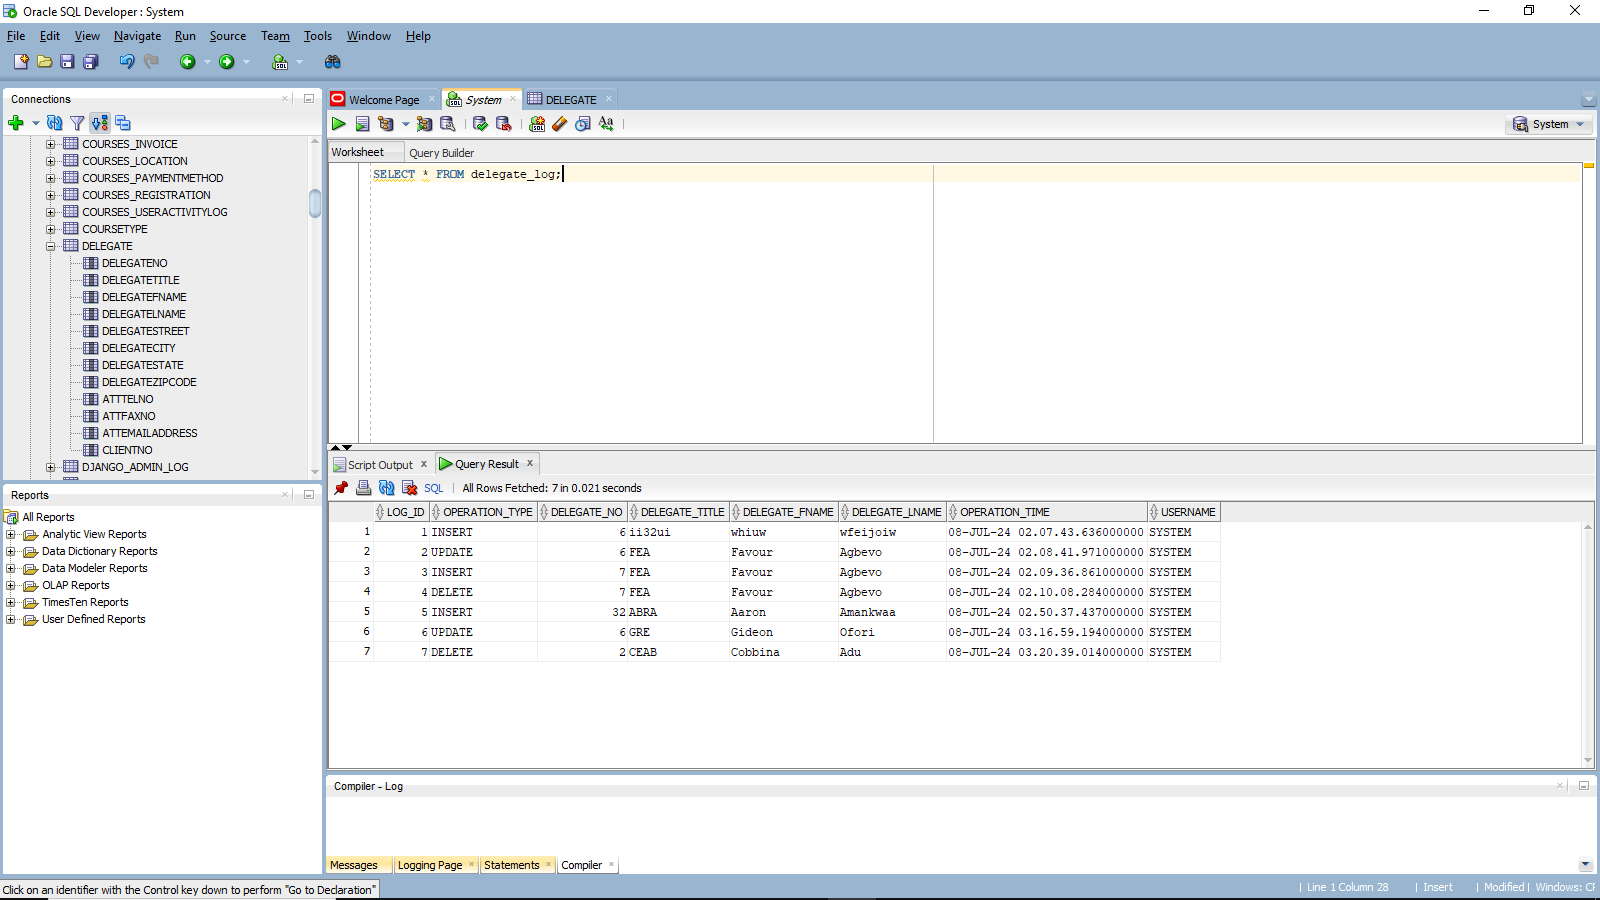 Oracle SQL Developer : System
File Edit View Navigate Run Source Team Tools Window Help
Connections
COURSES_INVOICE
COURSES_LOCATION
COURSES_PAYMENTMETHOD
COURSES_REGISTRATION
COURSES_USERACTIVITYLOG
COURSETYPE
DELEGATE
DELEGATENO
DELEGATETITLE
DELEGATEFNAME
DELEGATELNAME
DELEGATESTREET
DELEGATECITY
DELEGATESTATE
DELEGATEZIPCODE
ATTTELNO
ATTFAXNO
ATTEMAILADDRESS
CLIENTNO
DJANGO_ADMIN_LOG
Reports
All Reports
Analytic View Reports
Data Dictionary Reports
Data Modeler Reports
OLAP Reports
TimesTen Reports
User Defined Reports
Welcome Page System DELEGATE
System
Worksheet Query Builder
SELECT * FROM delegate_log;
Script Output x Query Result x
SQL | All Rows Fetched: 7 in 0.021 seconds
LOG_ID OPERATION_TYPE DELEGATE_NO DELEGATE_TITLE DELEGATE_FNAME DELEGATE_LNAME OPERATION_TIME USERNAME
1 1 INSERT 6 ii32ui whiuw wfeijoiw 08-JUL-24 02.07.43.636000000 SYSTEM
2 2 UPDATE 6 FEA Favour Agbevo 08-JUL-24 02.08.41.971000000 SYSTEM
3 3 INSERT 7 FEA Favour Agbevo 08-JUL-24 02.09.36.861000000 SYSTEM
4 4 DELETE 7 FEA Favour Agbevo 08-JUL-24 02.10.08.284000000 SYSTEM
5 5 INSERT 32 ABRA Aaron Amankwaa 08-JUL-24 02.50.37.437000000 SYSTEM
6 6 UPDATE 6 GRE Gideon Ofori 08-JUL-24 03.16.59.194000000 SYSTEM
7 7 DELETE 2 CEAB Cobbina Adu 08-JUL-24 03.20.39.014000000 SYSTEM
Compiler - Log
Messages Logging Page Statements Compiler
Click on an identifier with the Control key down to perform "Go to Declaration"
| Line 1 Column 28 | Insert | Modified | Windows: